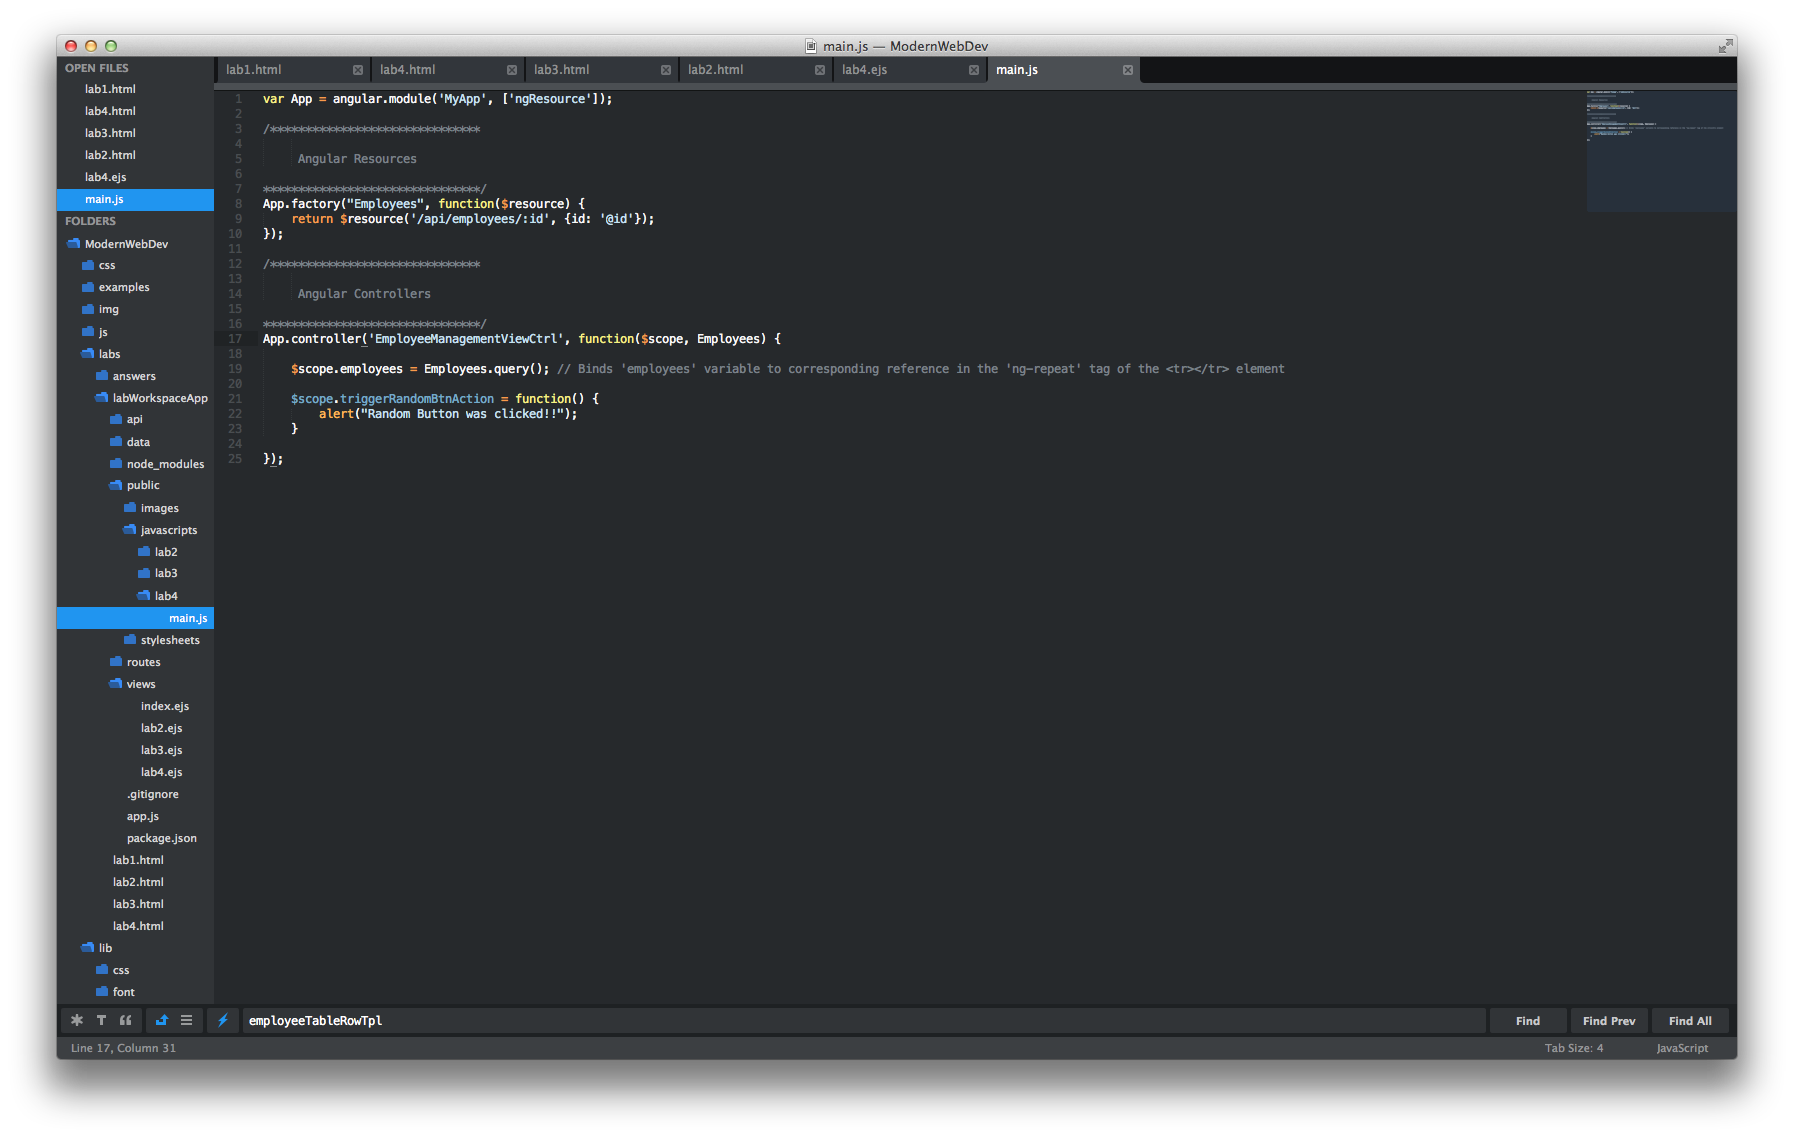 main.js — ModernWebDev
OPEN FILES
lab1.html
lab4.html
lab3.html
lab2.html
lab4.ejs
main.js
FOLDERS
ModernWebDev
css
examples
img
js
labs
answers
labWorkspaceApp
api
data
node_modules
public
images
javascripts
lab2
lab3
lab4
main.js
stylesheets
routes
views
index.ejs
lab2.ejs
lab3.ejs
lab4.ejs
.gitignore
app.js
package.json
lab1.html
lab2.html
lab3.html
lab4.html
lib
css
font
lab1.html lab4.html lab3.html lab2.html lab4.ejs main.js
1 var App = angular.module('MyApp', ['ngResource']);
2
3 /******************************
4
5 Angular Resources
6
7 *******************************/
8 App.factory("Employees", function($resource) {
9 return $resource('/api/employees/:id', {id: '@id'});
10 });
11
12 /******************************
13
14 Angular Controllers
15
16 *******************************/
17 App.controller('EmployeeManagementViewCtrl', function($scope, Employees) {
18
19 $scope.employees = Employees.query(); // Binds 'employees' variable to corresponding reference in the 'ng-repeat' tag of the <tr></tr> element
20
21 $scope.triggerRandomBtnAction = function() {
22 alert("Random Button was clicked!!");
23 }
24
25 });
employeeTableRowTpl
Find Find Prev Find All
Line 17, Column 31
Tab Size: 4 JavaScript